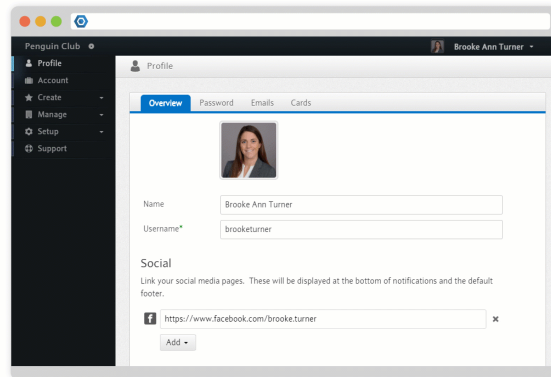 Penguin Club
Brooke Ann Turner
Profile
Account
Create
Manage
Setup
Support
Profile
Overview Password Emails Cards
Name Brooke Ann Turner
Username* brooketurner
Social
Link your social media pages. These will be displayed at the bottom of notifications and the default
footer.
https://www.facebook.com/brooke.turner
Add